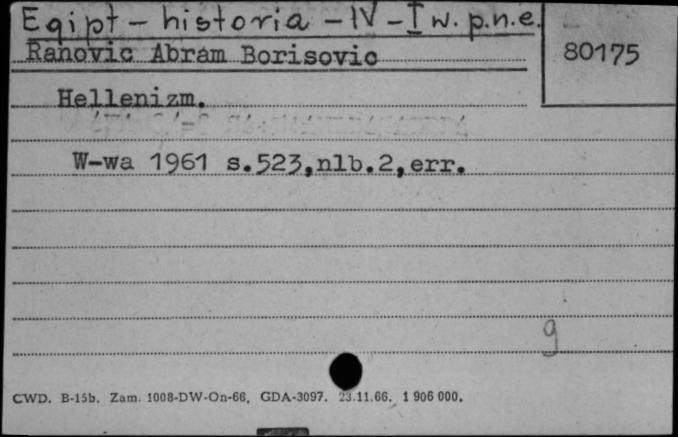 Egipt - historia - IV - I w. p.n.e.
80175
Ranovic Abram Borisovic
Hellenizm.
W-wa 1961 s.523,nlb.2,err.
g
CWD. B-15b. Zam. 1008-DW-On-66. GDA-3097. 23.11.66. 1 906 000.